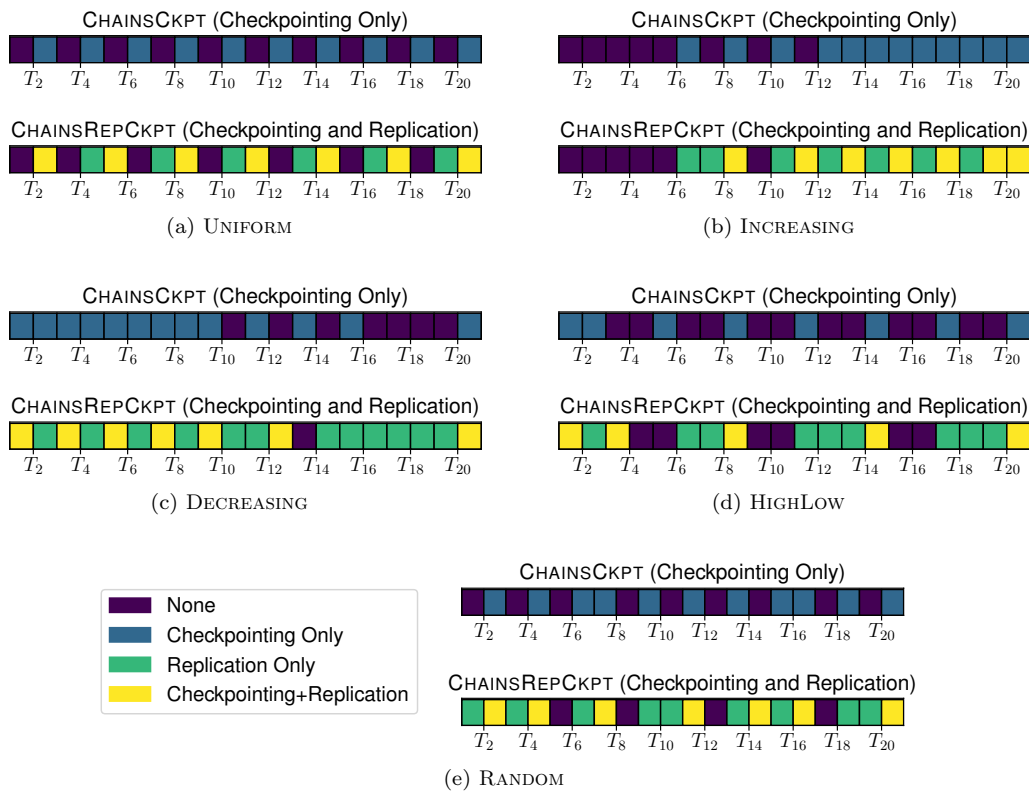 CHAINSCKPT (Checkpointing Only)
T2 T4 T6 T8 T10 T12 T14 T16 T18 T20
CHAINSREPCKPT (Checkpointing and Replication)
T2 T4 T6 T8 T10 T12 T14 T16 T18 T20
(a) UNIFORM
CHAINSCKPT (Checkpointing Only)
T2 T4 T6 T8 T10 T12 T14 T16 T18 T20
CHAINSREPCKPT (Checkpointing and Replication)
T2 T4 T6 T8 T10 T12 T14 T16 T18 T20
(b) INCREASING
CHAINSCKPT (Checkpointing Only)
T2 T4 T6 T8 T10 T12 T14 T16 T18 T20
CHAINSREPCKPT (Checkpointing and Replication)
T2 T4 T6 T8 T10 T12 T14 T16 T18 T20
(c) DECREASING
CHAINSCKPT (Checkpointing Only)
T2 T4 T6 T8 T10 T12 T14 T16 T18 T20
CHAINSREPCKPT (Checkpointing and Replication)
T2 T4 T6 T8 T10 T12 T14 T16 T18 T20
(d) HIGHLOW
None
Checkpointing Only
Replication Only
Checkpointing+Replication
CHAINSCKPT (Checkpointing Only)
T2 T4 T6 T8 T10 T12 T14 T16 T18 T20
CHAINSREPCKPT (Checkpointing and Replication)
T2 T4 T6 T8 T10 T12 T14 T16 T18 T20
(e) RANDOM